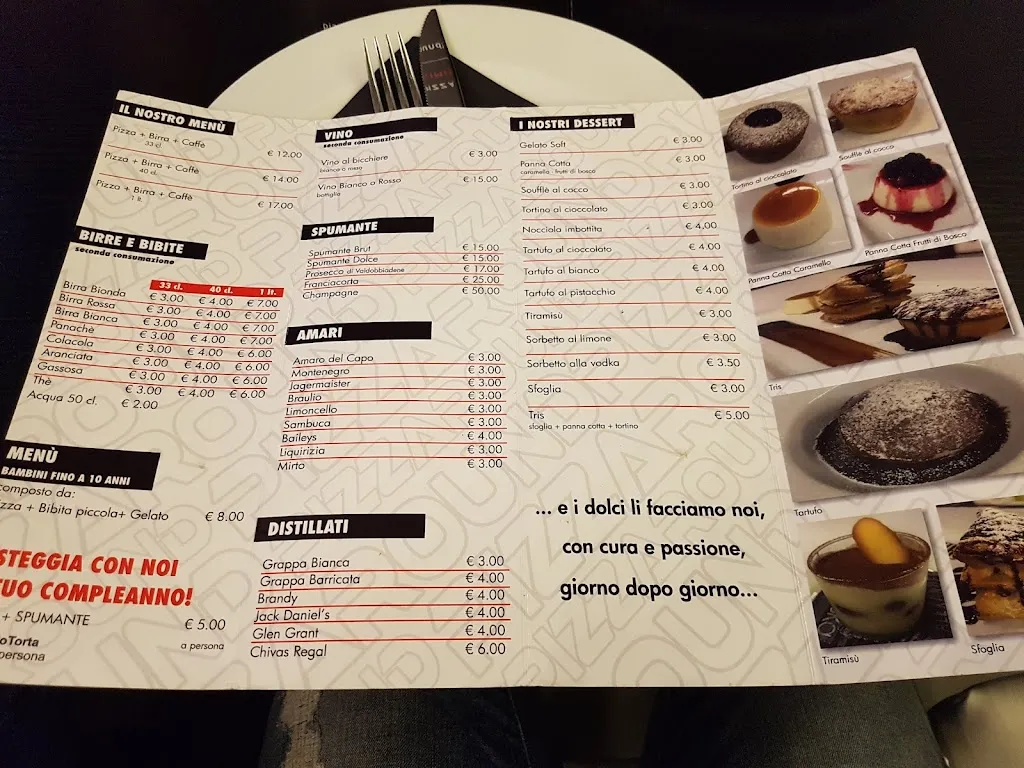 IL NOSTRO MENÙ
Pizza + Birra + Caffè € 12.00
33 cl.
Pizza + Birra + Caffè € 14.00
40 cl.
Pizza + Birra + Caffè € 17.00
1 lt.
BIRRE E BIBITE
seconda consumazione
33 cl. 40 cl. 1 lt.
Birra Bionda € 3.00 € 4.00 € 7.00
Birra Rossa € 3.00 € 4.00 € 7.00
Birra Bianca € 3.00 € 4.00 € 7.00
Panachè € 3.00 € 4.00 € 6.00
Colacola € 3.00 € 4.00 € 6.00
Aranciata € 3.00 € 4.00 € 6.00
Gassosa € 3.00 € 4.00 € 6.00
Thè € 3.00 € 4.00 € 6.00
Acqua 50 cl. € 2.00
MENÙ
BAMBINI FINO A 10 ANNI
composto da:
zza + Bibita piccola+ Gelato € 8.00
STEGGIA CON NOI
TUO COMPLEANNO!
+ SPUMANTE € 5.00
oTorta a persona
persona
VINO
seconda consumazione
Vino al bicchiere € 3.00
bianco o rosso
Vino Bianco o Rosso € 15.00
bottiglia
SPUMANTE
Spumante Brut € 15.00
Spumante Dolce € 15.00
Prosecco di Valdobbiadene € 17.00
Franciacorta € 25.00
Champagne € 50.00
AMARI
Amaro del Capo € 3.00
Montenegro € 3.00
Jagermaister € 3.00
Braulio € 3.00
Limoncello € 3.00
Sambuca € 3.00
Baileys € 4.00
Liquirizia € 3.00
Mirto € 3.00
DISTILLATI
Grappa Bianca € 3.00
Grappa Barricata € 4.00
Brandy € 4.00
Jack Daniel's € 4.00
Glen Grant € 4.00
Chivas Regal € 6.00
I NOSTRI DESSERT
Gelato Soft € 3.00
Panna Cotta € 3.00
caramello - frutti di bosco
Soufflè al cocco € 3.00
Tortino al cioccolato € 3.00
Nocciola imbottita € 4,00
Tartufo al cioccolato € 4.00
Tartufo al bianco € 4.00
Tartufo al pistacchio € 4.00
Tiramisù € 3.00
Sorbetto al limone € 3.00
Sorbetto alla vodka € 3.50
Sfoglia € 3.00
Tris € 5.00
sfoglia + panna cotta + tortino
... e i dolci li facciamo noi,
con cura e passione,
giorno dopo giorno...
Tortino al cioccolato
Soufflè al cocco
Panna Cotta Caramello
Panna Cotta Frutti di Bosco
Tris
Tartufo
Tiramisù
Sfoglia